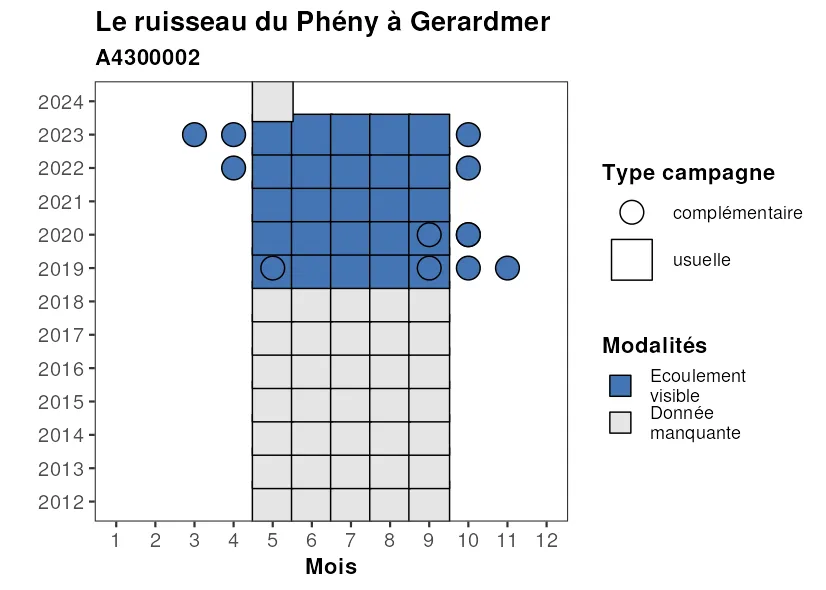 Le ruisseau du Phény à Gerardmer
A4300002
2024
2023
2022
2021
2020
2019
2018
2017
2016
2015
2014
2013
2012
1 2 3 4 5 6 7 8 9 10 11 12
Mois
Type campagne
complémentaire
usuelle
Modalités
Ecoulement
visible
Donnée
manquante